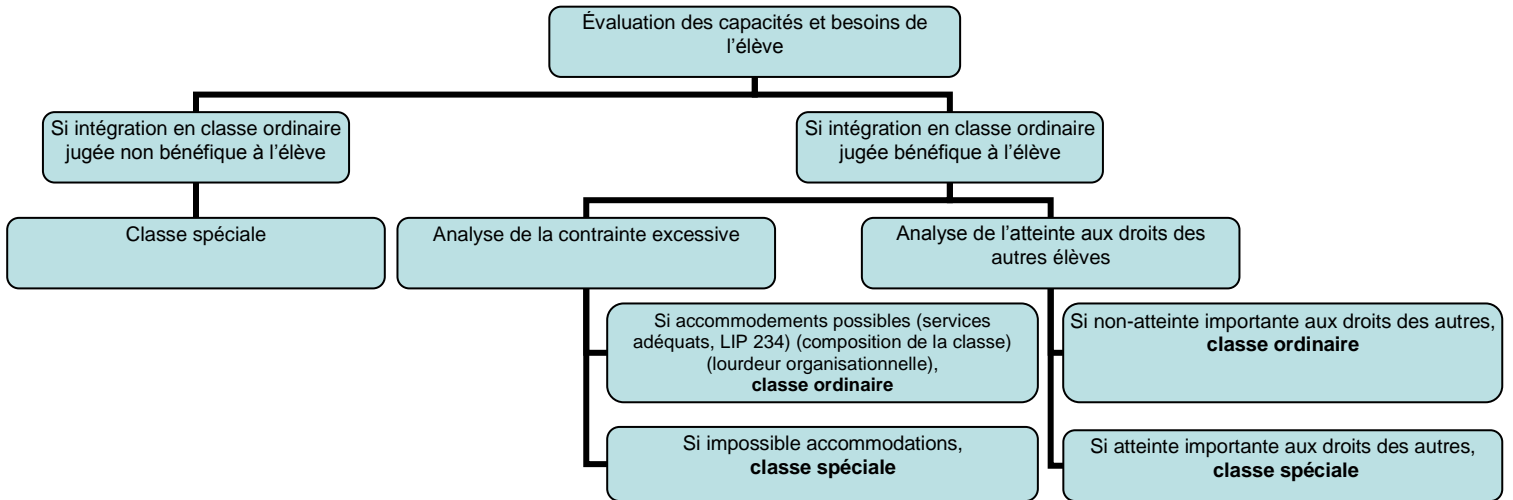 Évaluation des capacités et besoins de
l'élève
Si intégration en classe ordinaire
jugée non bénéfique à l'élève
Si intégration en classe ordinaire
jugée bénéfique à l'élève
Classe spéciale
Analyse de la contrainte excessive
Analyse de l'atteinte aux droits des
autres élèves
Si accommodements possibles (services
adéquats, LIP 234) (composition de la classe)
(lourdeur organisationnelle),
classe ordinaire
Si non-atteinte importante aux droits des autres,
classe ordinaire
Si impossible accommodations,
classe spéciale
Si atteinte importante aux droits des autres,
classe spéciale